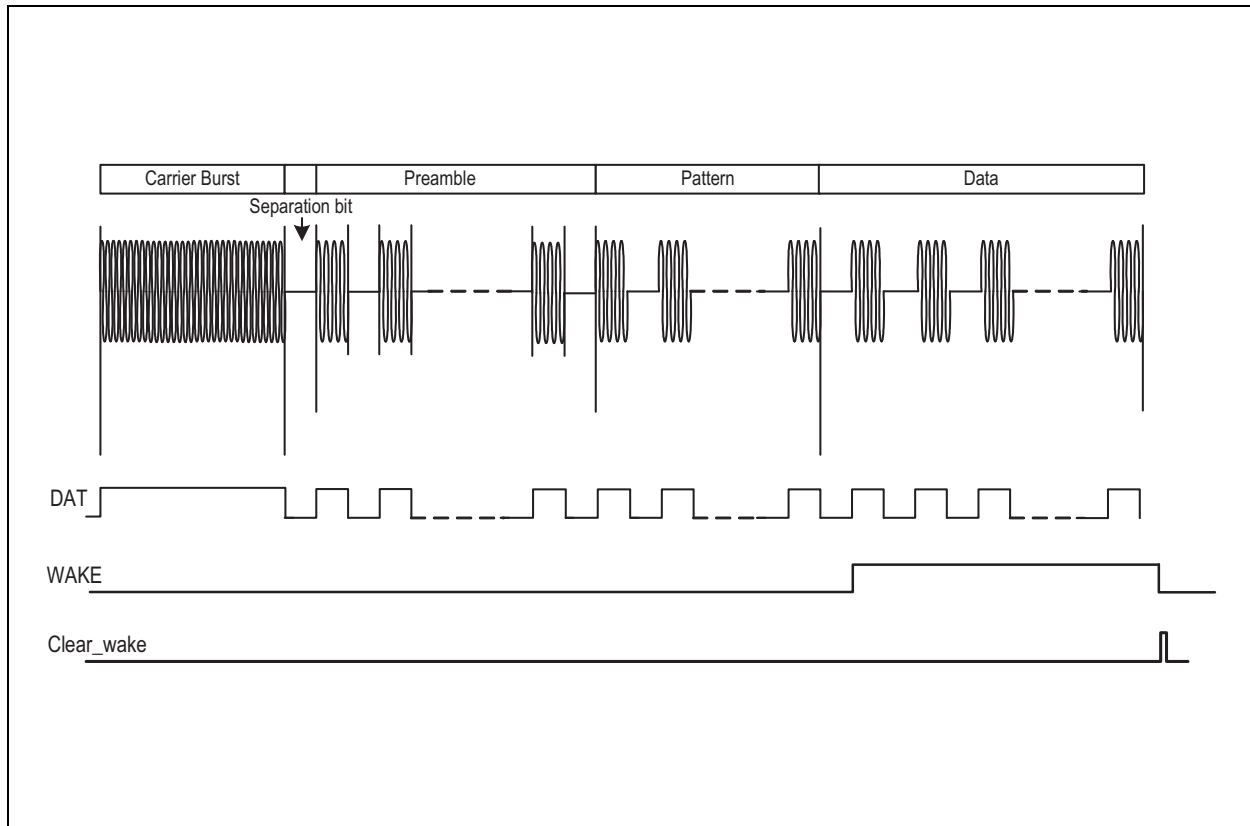 Carrier Burst Preamble Pattern Data
Separation bit
DAT
WAKE
Clear_wake